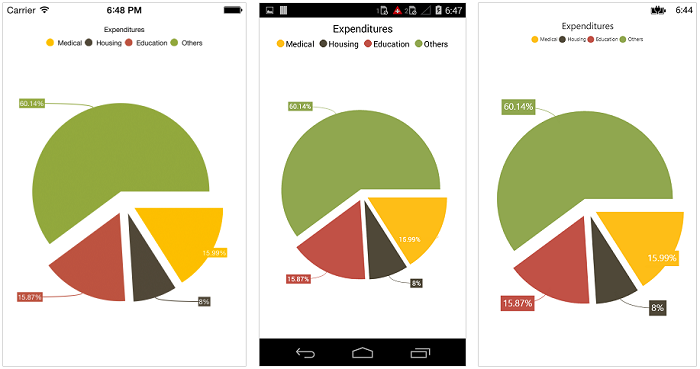 Carrier 6:48 PM
Expenditures
Medical Housing Education Others
60.14%
15.99%
15.87%
8%
1 2 6:47
Expenditures
Medical Housing Education Others
60.14%
15.99%
15.87%
8%
6:44
Expenditures
Medical Housing Education Others
60.14%
15.99%
15.87%
8%